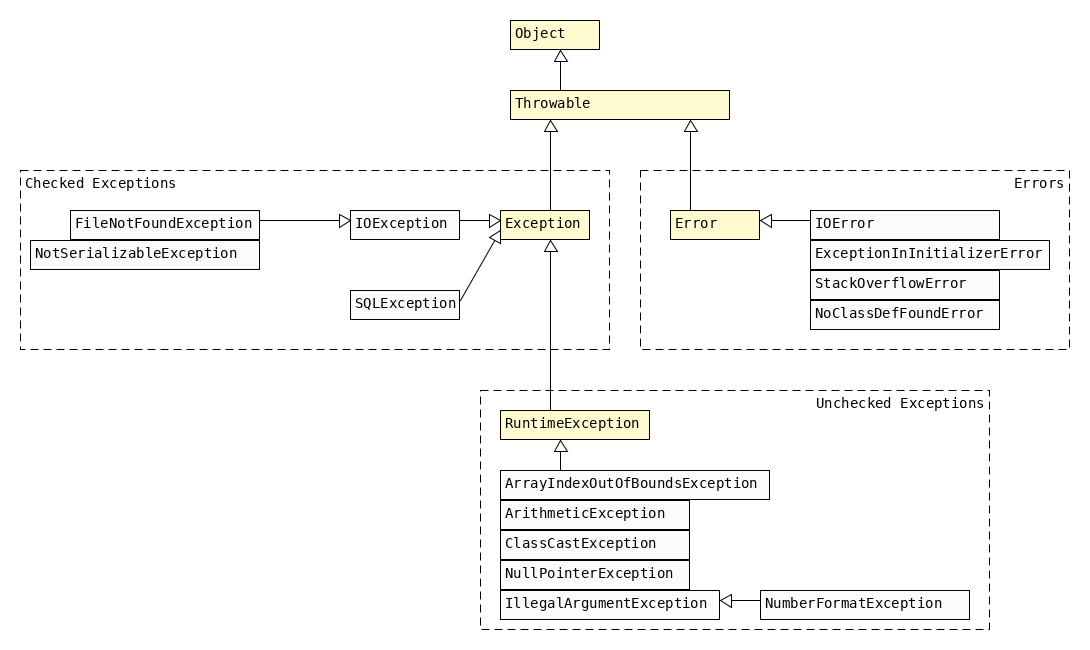 Object
Throwable
Checked Exceptions
Errors
FileNotFoundException
IOException
Exception
Error
IOError
NotSerializableException
ExceptionInInitializerError
StackOverflowError
SQLException
NoClassDefFoundError
Unchecked Exceptions
RuntimeException
ArrayIndexOutOfBoundsException
ArithmeticException
ClassCastException
NullPointerException
IllegalArgumentException
NumberFormatException